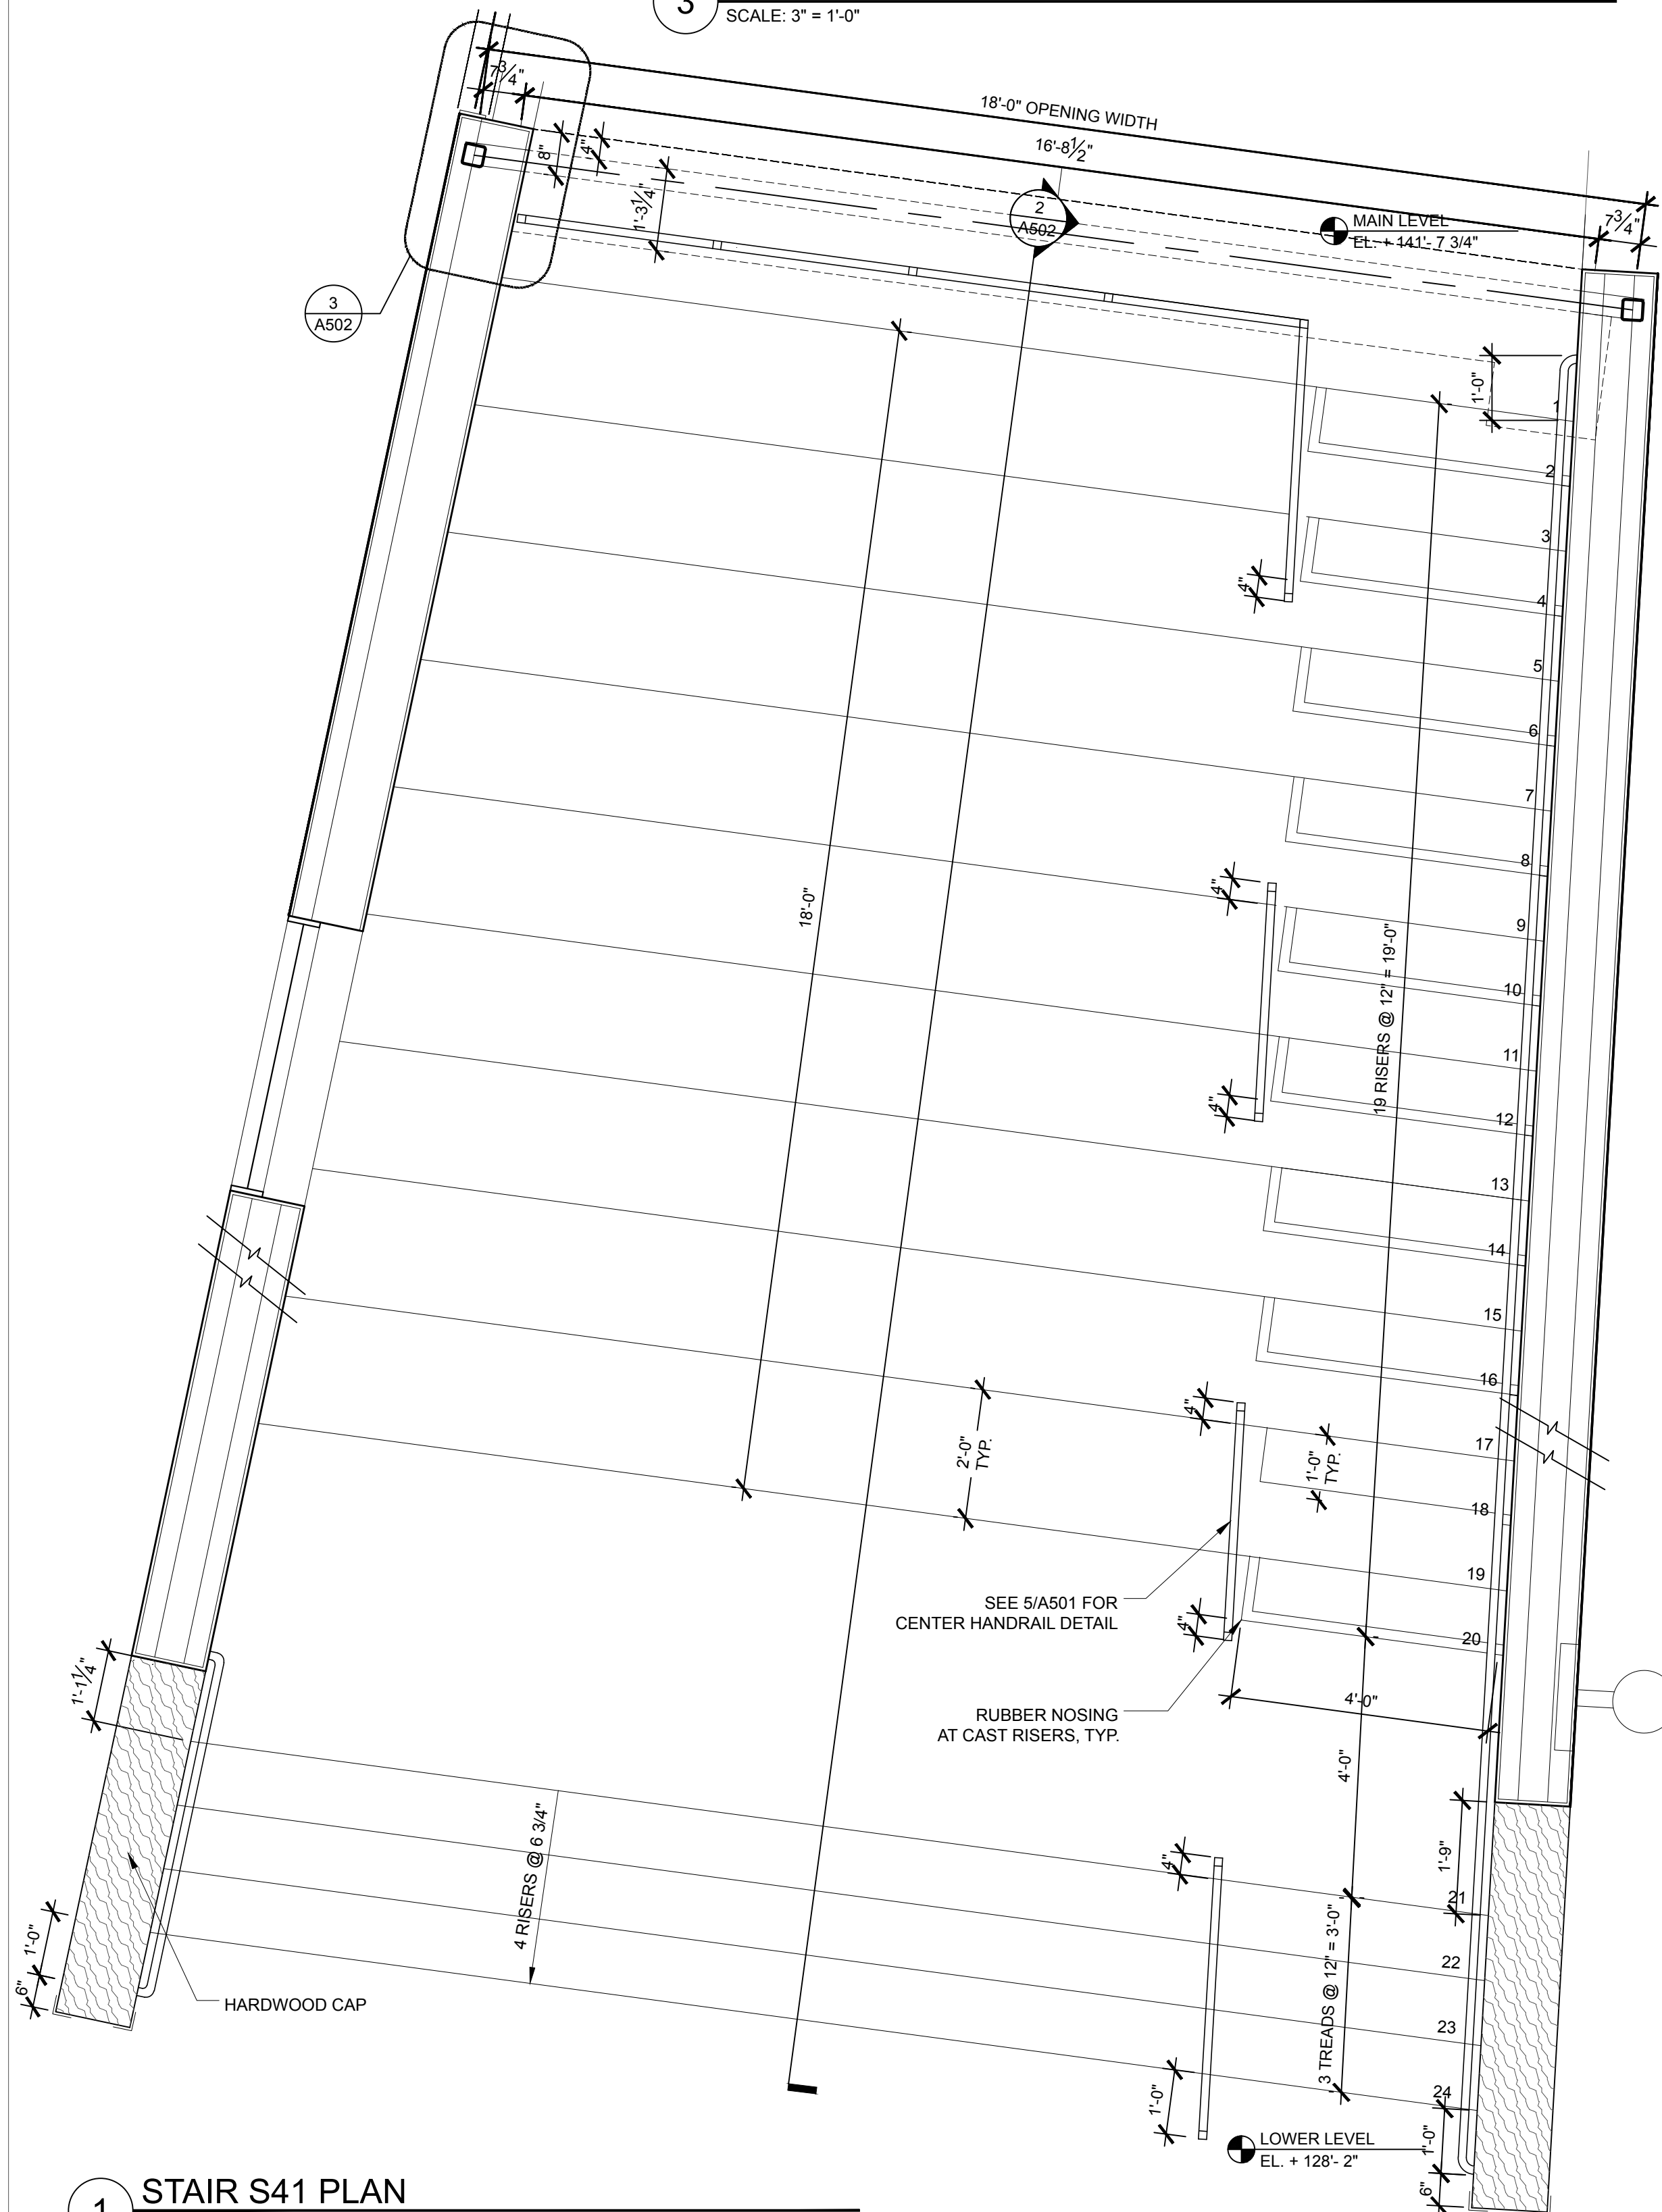 3
SCALE: 3" = 1'-0"
7 3/4"
18'-0" OPENING WIDTH
16'-8 1/2"
8"
4"
1'-3 1/4"
2
A502
MAIN LEVEL
EL. + 141'- 7 3/4"
7 3/4"
3
A502
1'-0"
1
2
3
4"
4
5
6
7
8
4"
18'-0"
9
19 RISERS @ 12" = 19'-0"
10
11
4"
12
13
14
15
16
4"
17
2'-0"
TYP.
1'-0"
TYP.
18
19
SEE 5/A501 FOR
CENTER HANDRAIL DETAIL
4"
20
1'-1 1/4"
RUBBER NOSING
AT CAST RISERS, TYP.
4'-0"
4'-0"
4 RISERS @ 6 3/4"
4"
1'-9"
21
1'-0"
6"
HARDWOOD CAP
22
3 TREADS @ 12" = 3'-0"
23
24
1'-0"
LOWER LEVEL
EL. + 128'- 2"
1'-0"
6"
1
STAIR S41 PLAN